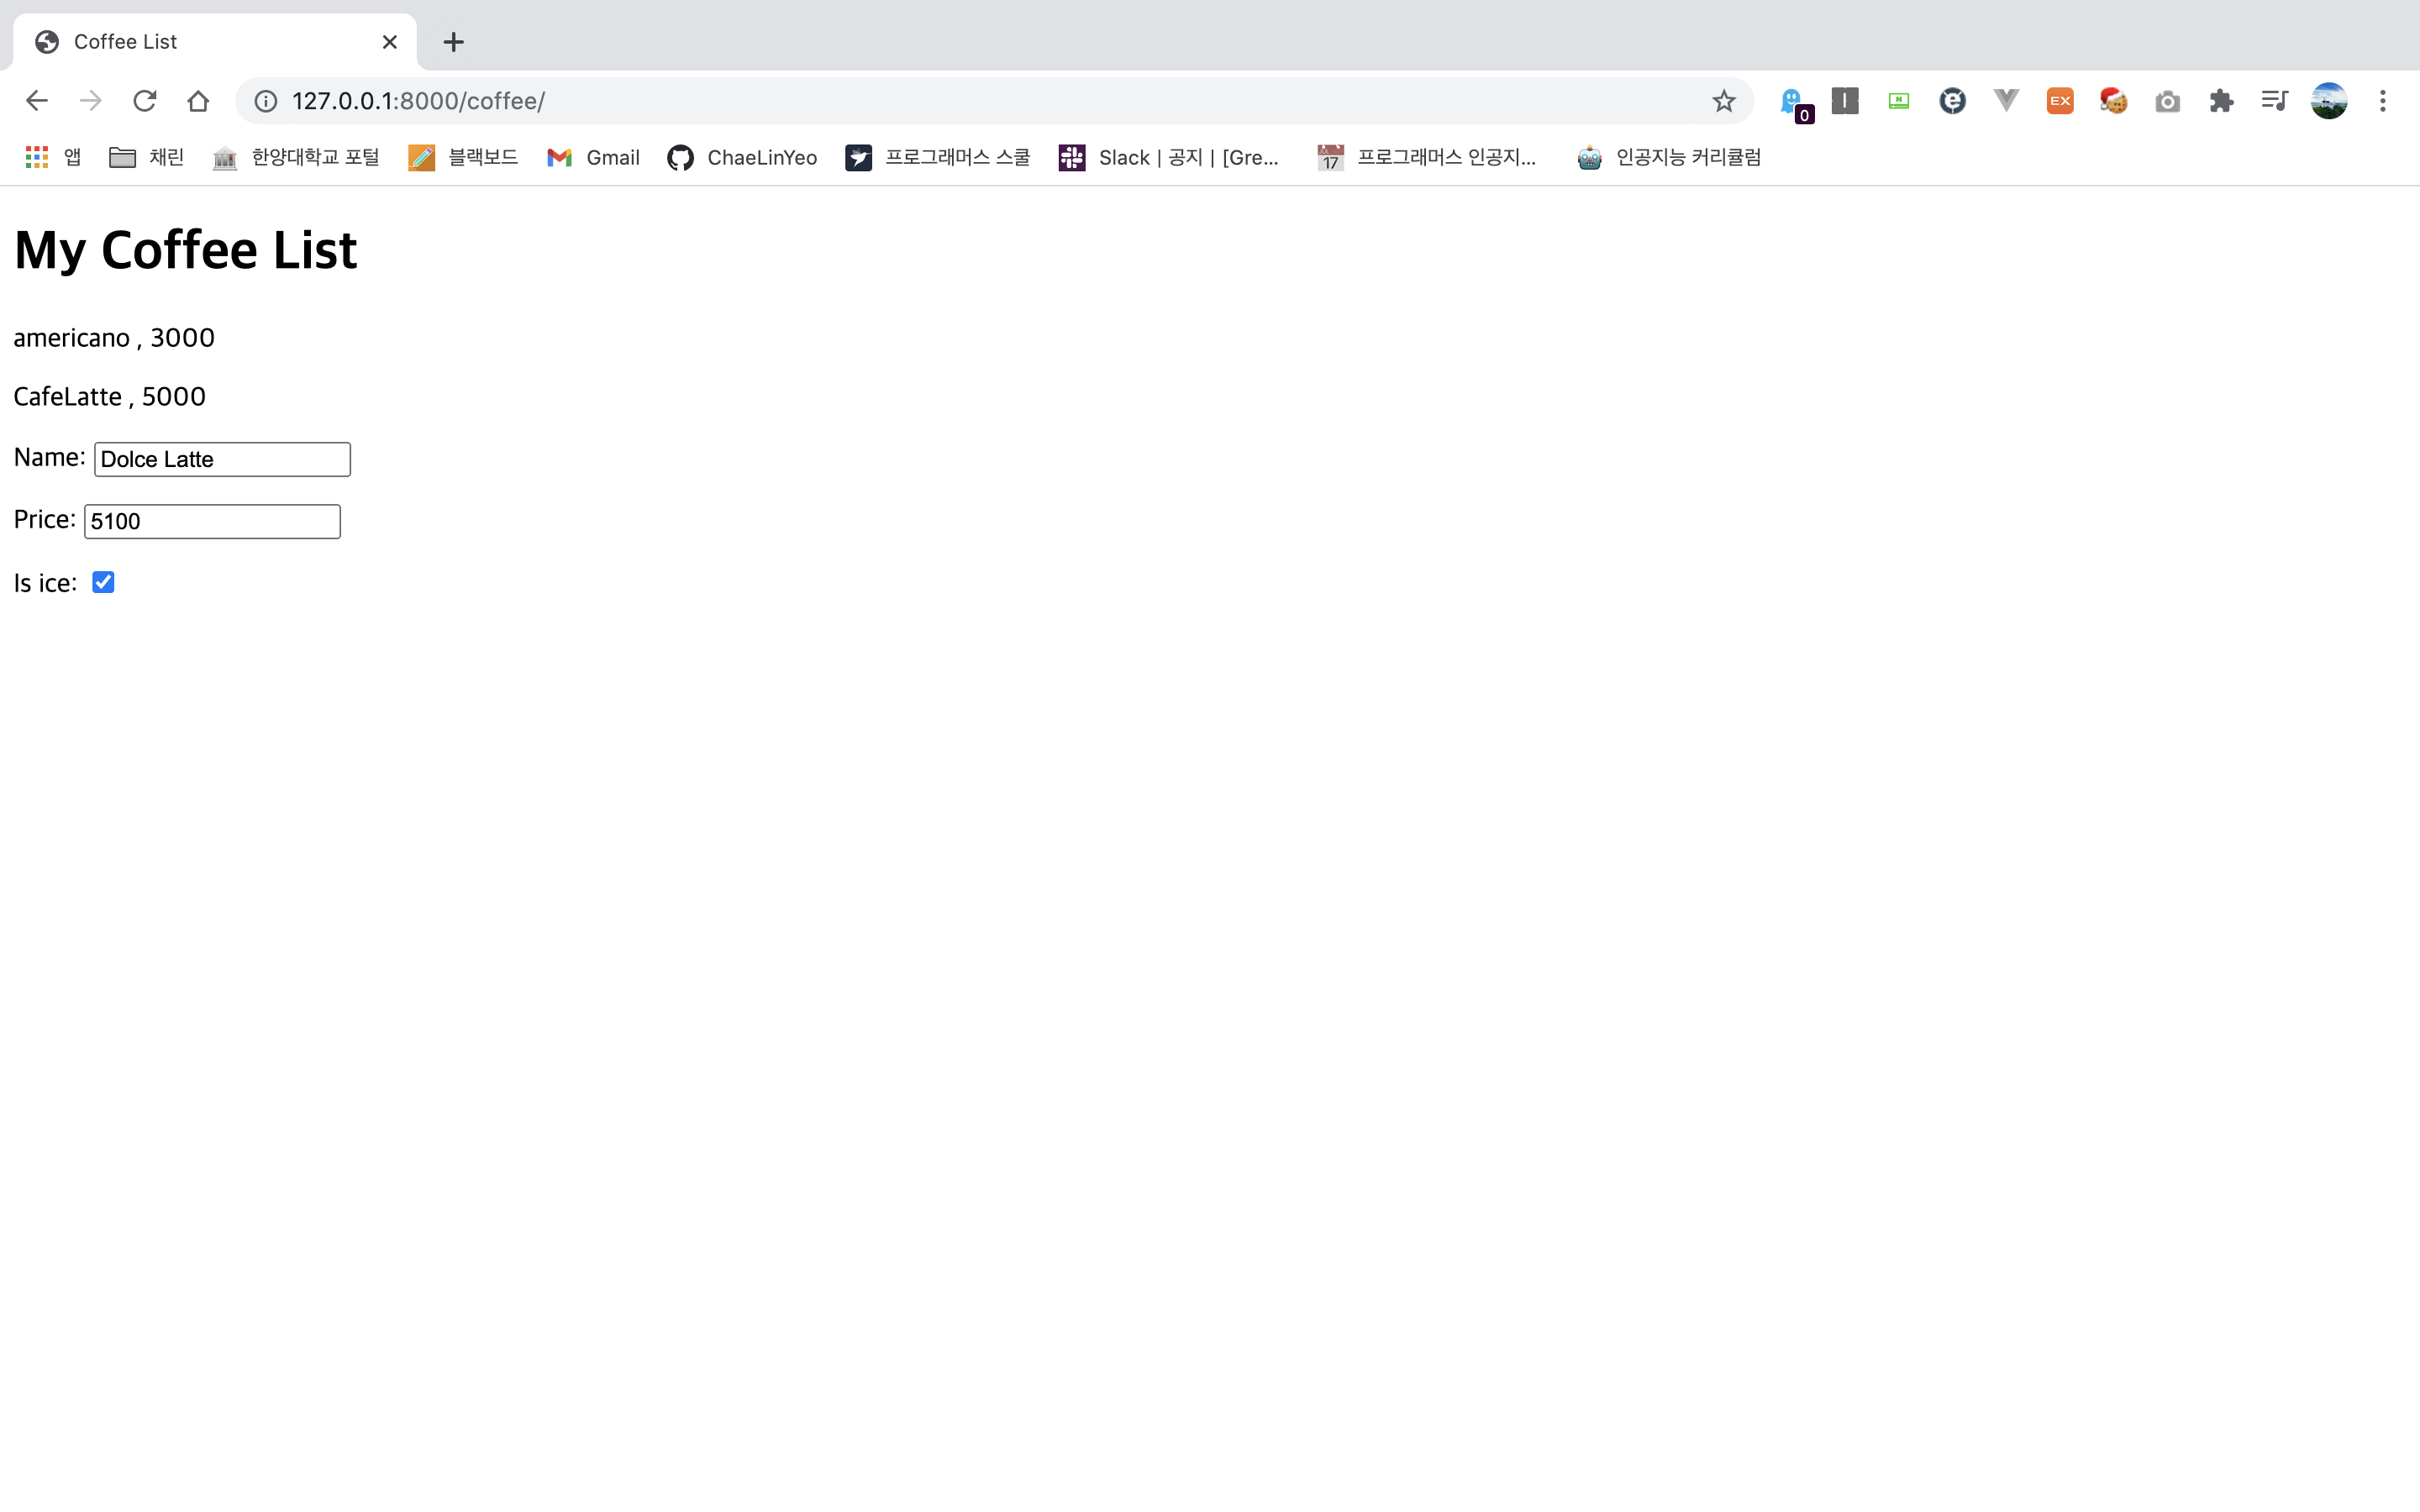 Coffee List
127.0.0.1:8000/coffee/
0
N
EX
앱 채린 한양대학교 포털 블랙보드 Gmail ChaeLinYeo 프로그래머스 스쿨 Slack | 공지 | [Gre... 17 프로그래머스 인공지... 인공지능 커리큘럼
My Coffee List
americano , 3000
CafeLatte , 5000
Name: Dolce Latte
Price: 5100
Is ice: